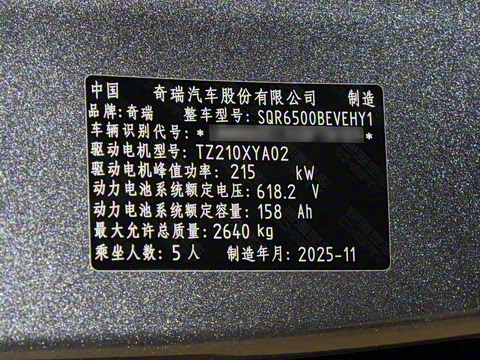 中国 奇瑞汽车股份有限公司 制造
品牌:奇瑞 整车型号:SQR6500BEVEHY1
车辆识别代号:*
驱动电机型号:TZ210XYA02
驱动电机峰值功率:215 kW
动力电池系统额定电压:618.2 V
动力电池系统额定容量:158 Ah
最大允许总质量:2640 kg
乘坐人数:5人 制造年月:2025-11